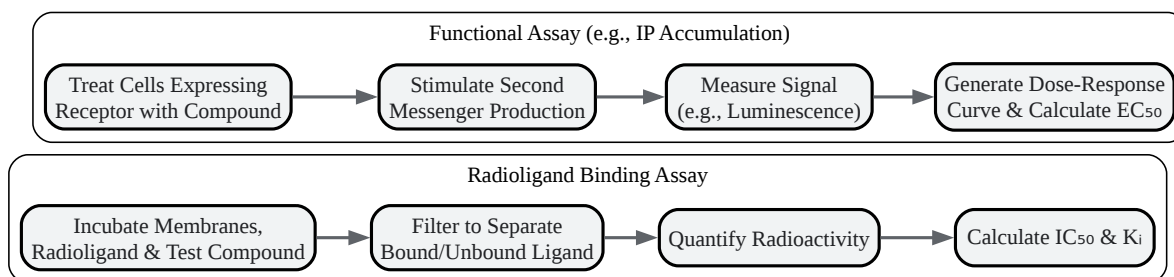 Functional Assay (e.g., IP Accumulation)
Treat Cells Expressing
Receptor with Compound
Stimulate Second
Messenger Production
Measure Signal
(e.g., Luminescence)
Generate Dose-Response
Curve & Calculate EC₅₀
Radioligand Binding Assay
Incubate Membranes,
Radioligand & Test Compound
Filter to Separate
Bound/Unbound Ligand
Quantify Radioactivity
Calculate IC₅₀ & Kᵢ